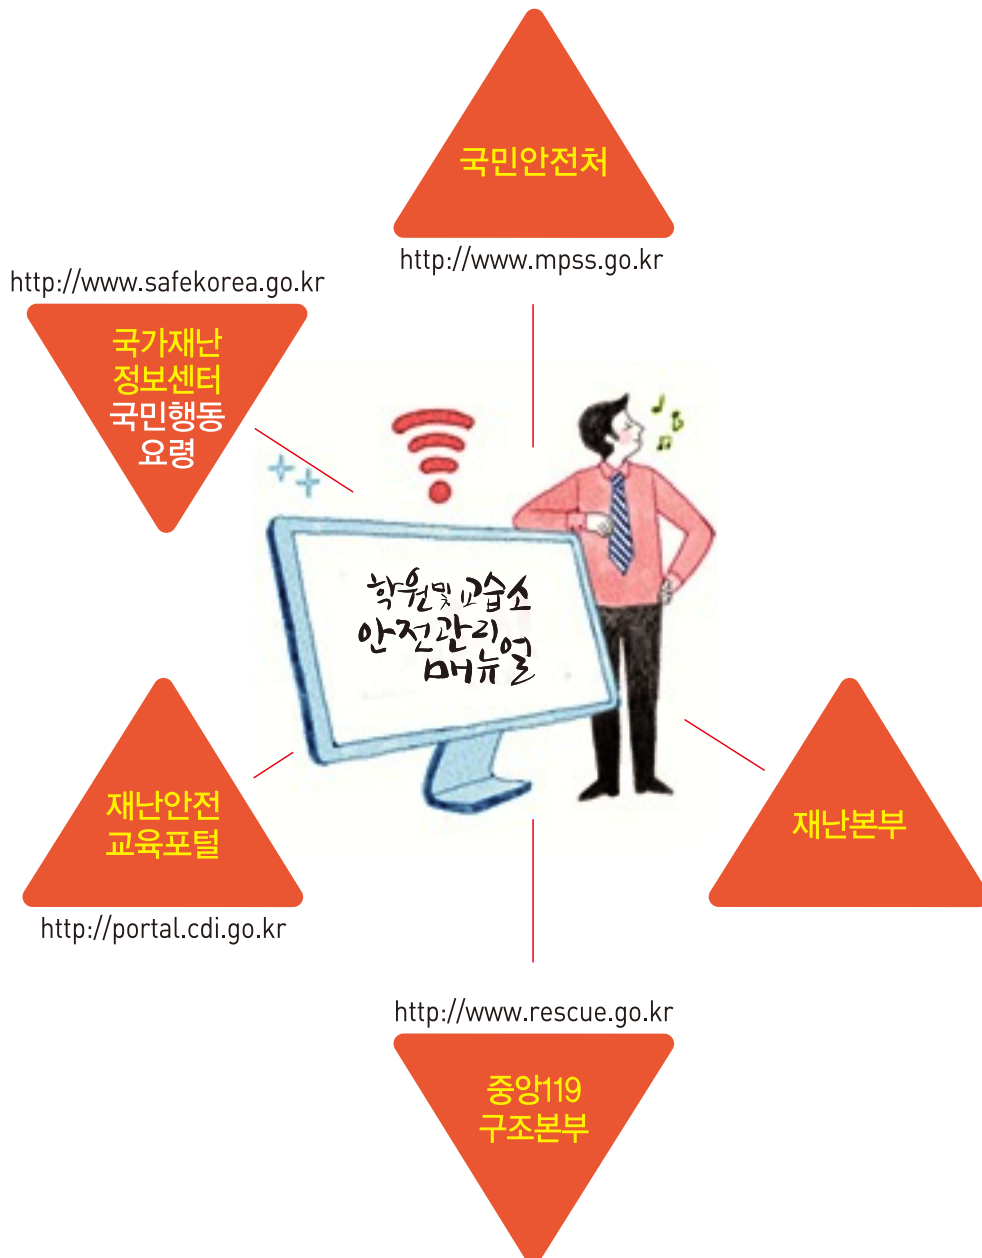 국민안전처
http://www.mpss.go.kr
http://www.safekorea.go.kr
국가재난
정보센터
국민행동
요령
학원및 교습소
안전관리
매뉴얼
재난안전
교육포털
http://portal.cdi.go.kr
재난본부
http://www.rescue.go.kr
중앙119
구조본부